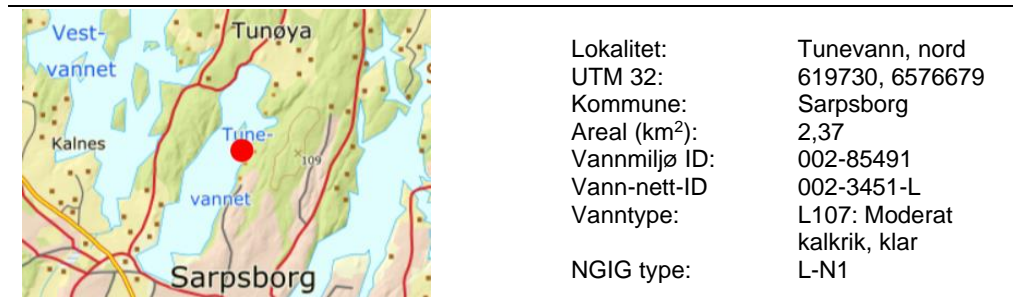 Vest-
vannet
Tunøya
Kalnes
Tune-
109
vannet
Sarpsborg
Lokalitet: Tunevann, nord
UTM 32: 619730, 6576679
Kommune: Sarpsborg
Areal (km²): 2,37
Vannmiljø ID: 002-85491
Vann-nett-ID 002-3451-L
Vanntype: L107: Moderat
kalkrik, klar
NGIG type: L-N1